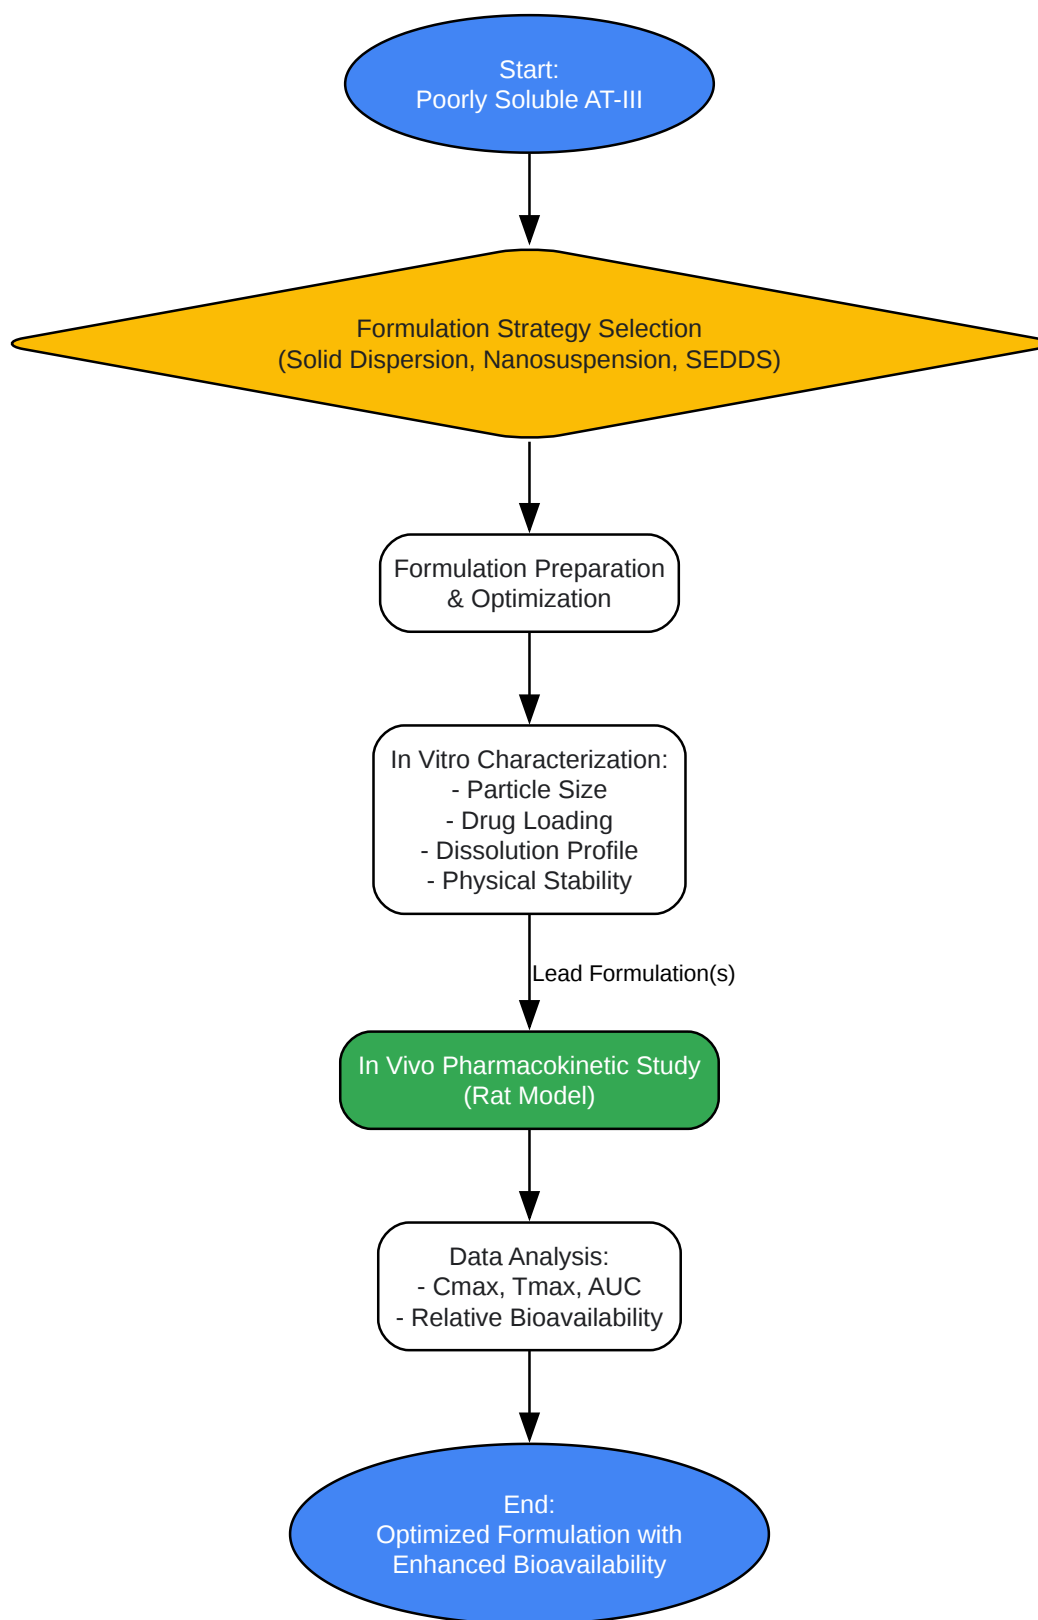 Start:
Poorly Soluble AT-III
Formulation Strategy Selection
(Solid Dispersion, Nanosuspension, SEDDS)
Formulation Preparation
& Optimization
In Vitro Characterization:
- Particle Size
- Drug Loading
- Dissolution Profile
- Physical Stability
Lead Formulation(s)
In Vivo Pharmacokinetic Study
(Rat Model)
Data Analysis:
- Cmax, Tmax, AUC
- Relative Bioavailability
End:
Optimized Formulation with
Enhanced Bioavailability